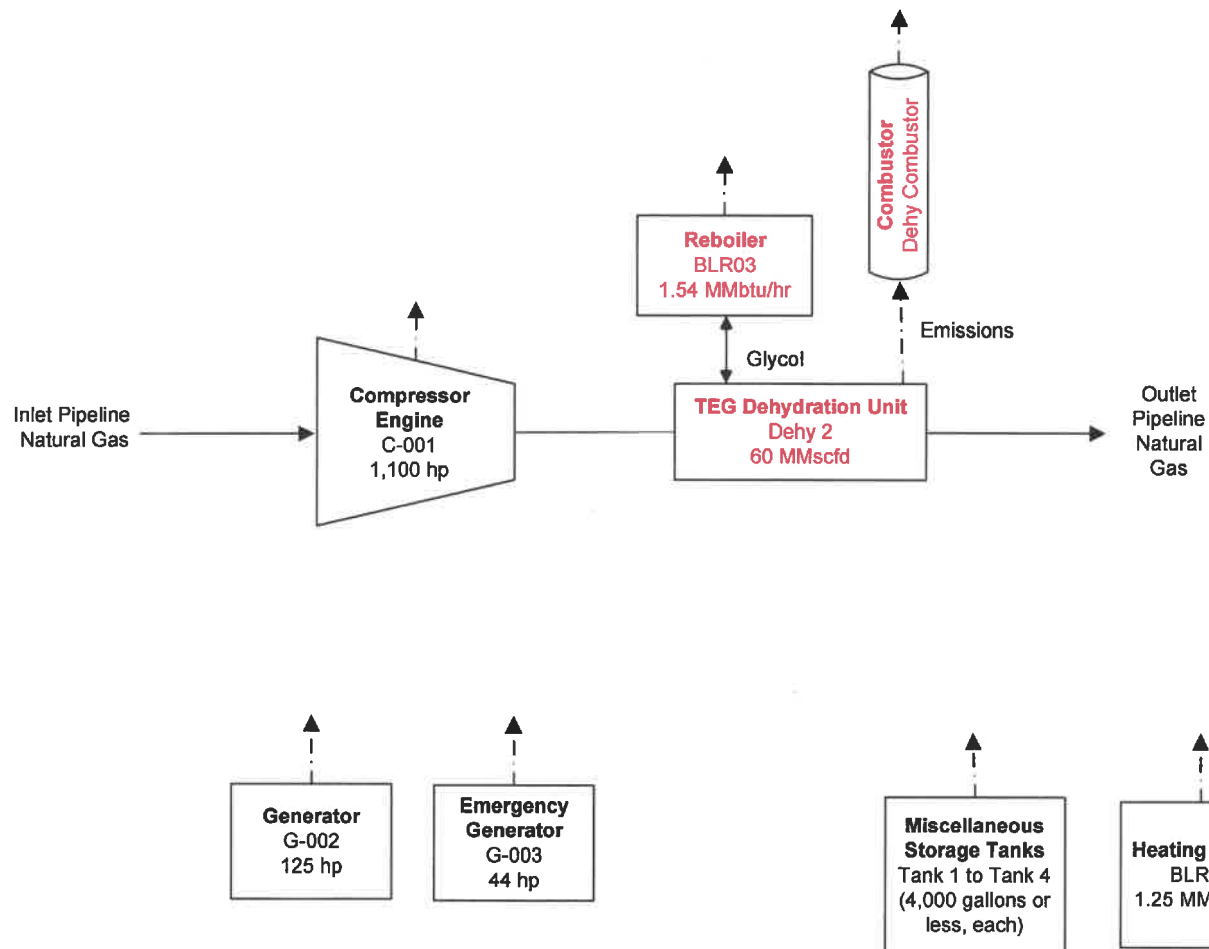 Combustor
Dehy Combustor
Reboiler
BLR03
1.54 MMbtu/hr
Emissions
Glycol
Inlet Pipeline
Natural Gas
Compressor
Engine
C-001
1,100 hp
TEG Dehydration Unit
Dehy 2
60 MMscfd
Outlet
Pipeline
Natural
Gas
Generator
G-002
125 hp
Emergency
Generator
G-003
44 hp
Miscellaneous
Storage Tanks
Tank 1 to Tank 4
(4,000 gallons or
less, each)
Heating
BLR
1.25 MM